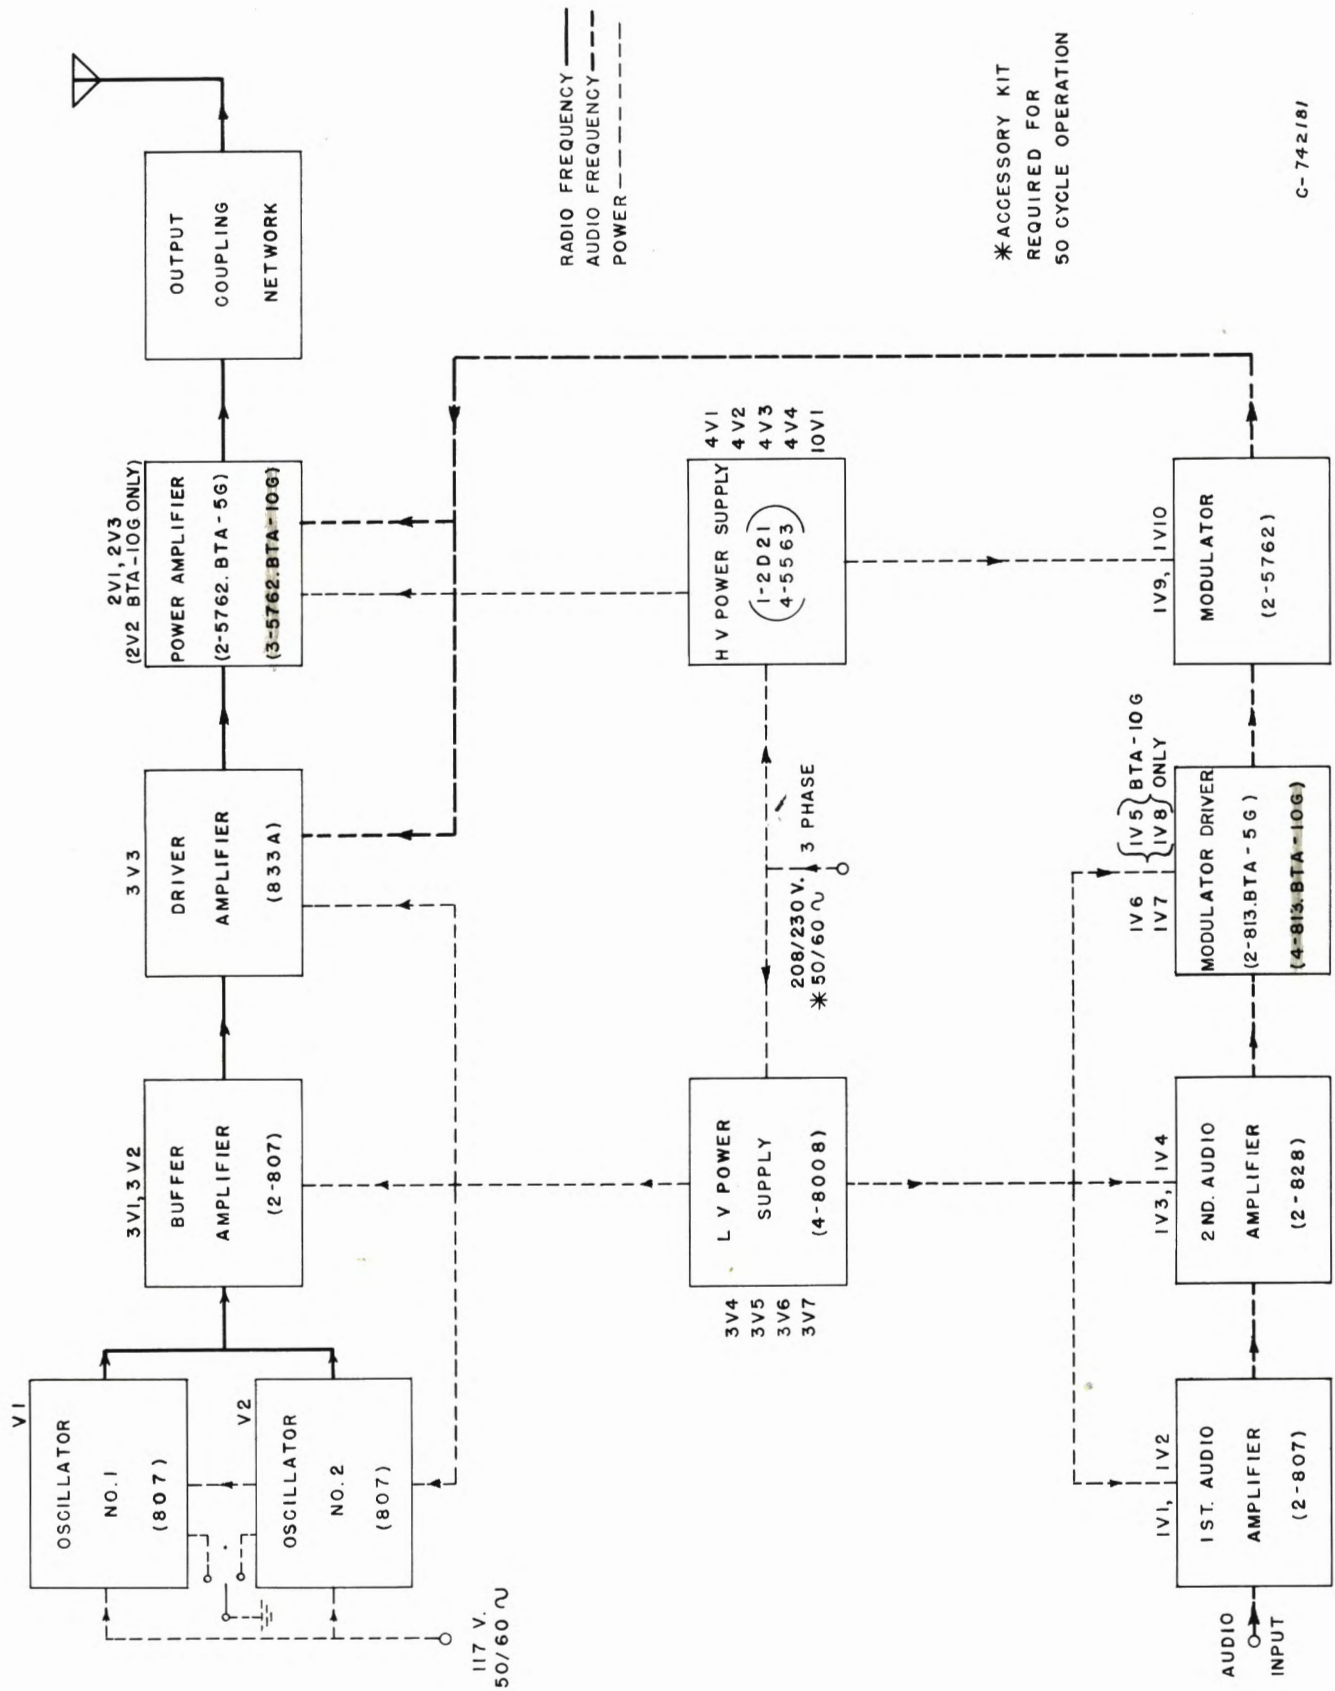 V1
OSCILLATOR
NO.1
(807)
V2
OSCILLATOR
NO.2
(807)
117 V.
50/60 ∿
3V1, 3V2
BUFFER
AMPLIFIER
(2-807)
3V3
DRIVER
AMPLIFIER
(833A)
2V1, 2V3
(2V2 BTA-10G ONLY)
POWER AMPLIFIER
(2-5762.BTA-5G)
(3-5762.BTA-10G)
OUTPUT
COUPLING
NETWORK
RADIO FREQUENCY
AUDIO FREQUENCY
POWER
3V4
3V5
3V6
3V7
L V POWER
SUPPLY
(4-8008)
208/230 V. 3 PHASE
*50/60 ∿
H V POWER SUPPLY
(1-2D21
4-5563)
4V1
4V2
4V3
4V4
10V1
*ACCESSORY KIT
REQUIRED FOR
50 CYCLE OPERATION
AUDIO
INPUT
1V1, 1V2
1ST. AUDIO
AMPLIFIER
(2-807)
1V3, 1V4
2ND. AUDIO
AMPLIFIER
(2-828)
1V6 (1V5 BTA-10G
1V7 1V8) ONLY
MODULATOR DRIVER
(2-813.BTA-5G)
(4-813.BTA-10G)
1V9, 1V10
MODULATOR
(2-5762)
C-742181